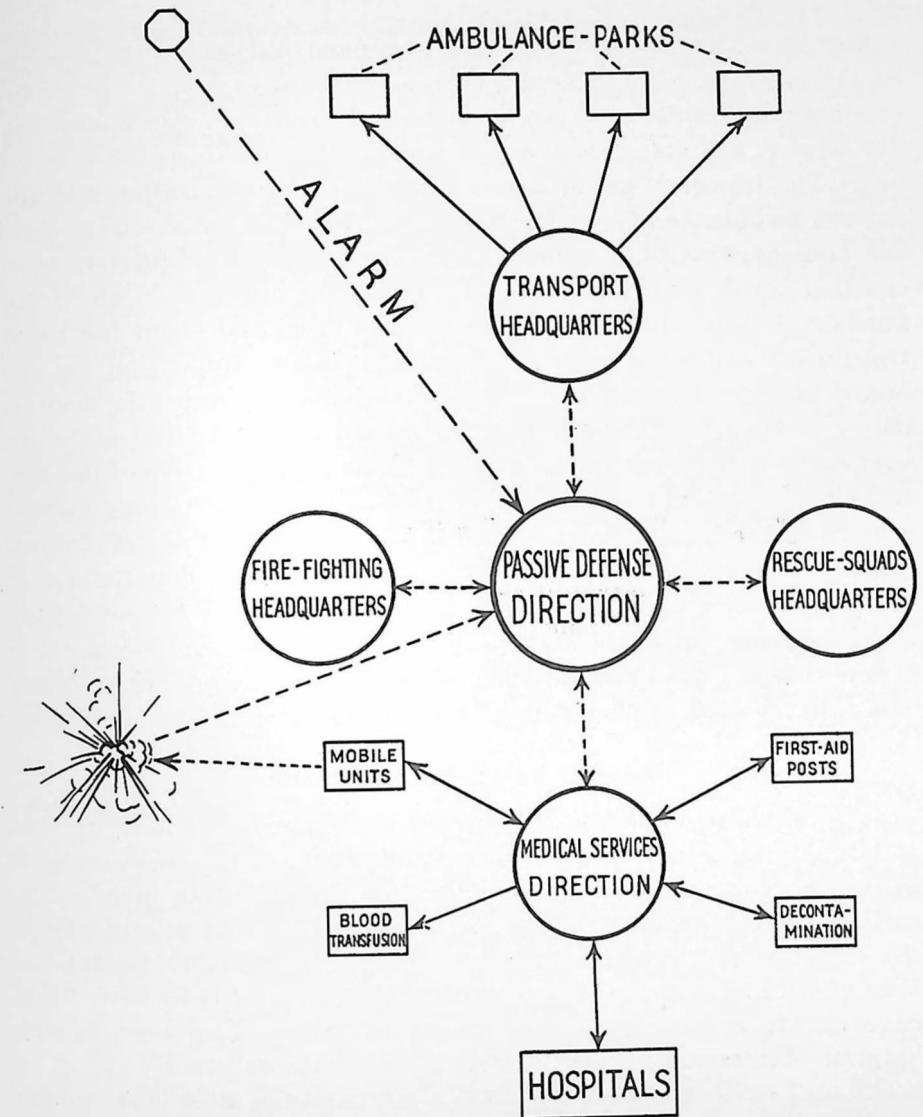 AMBULANCE-PARKS
ALARM
TRANSPORT
HEADQUARTERS
FIRE-FIGHTING
HEADQUARTERS
PASSIVE DEFENSE
DIRECTION
RESCUE-SQUADS
HEADQUARTERS
MOBILE
UNITS
FIRST-AID
POSTS
MEDICAL SERVICES
DIRECTION
BLOOD
TRANSFUSION
DECONTA-
MINATION
HOSPITALS